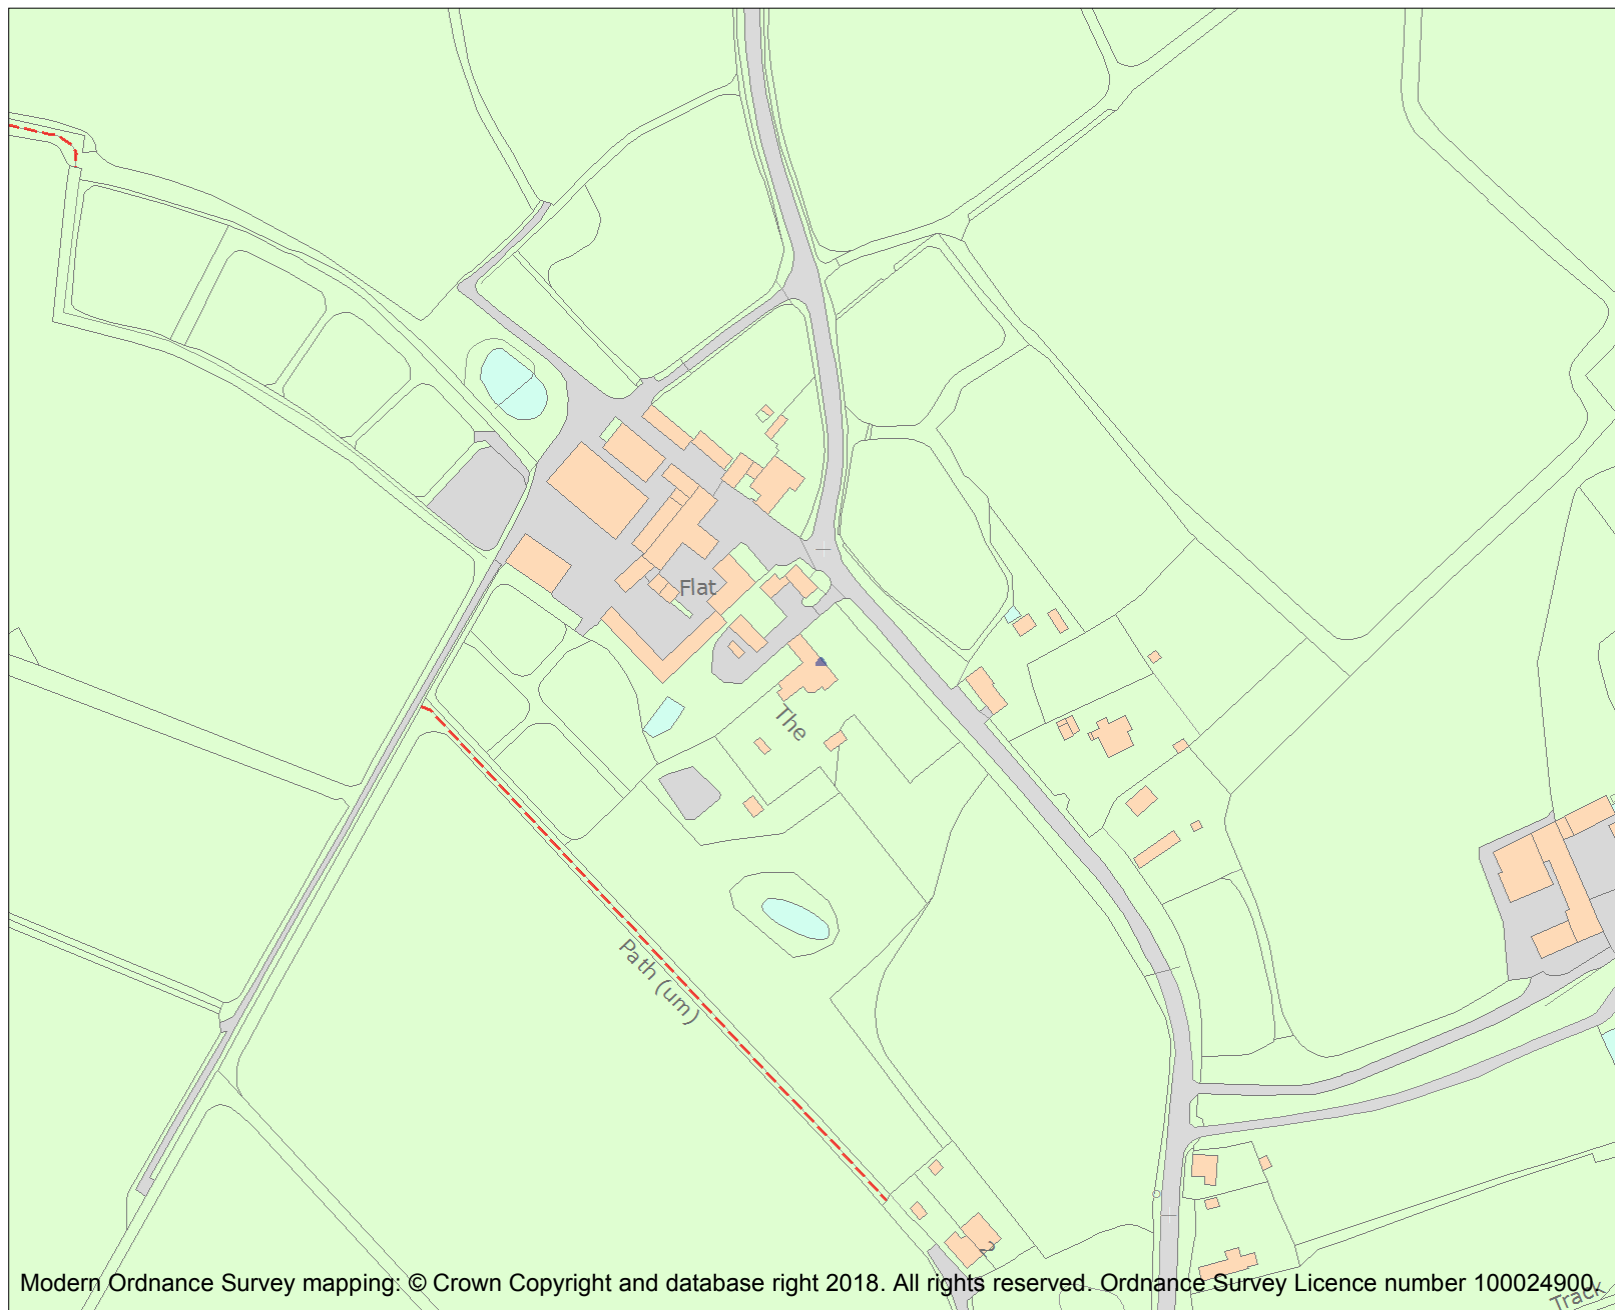 Flat
The
Path (um)
2
Track
Modern Ordnance Survey mapping: © Crown Copyright and database right 2018. All rights reserved. Ordnance Survey Licence number 100024900.